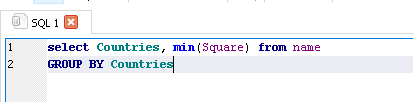 SQL 1
1 select Countries, min(Square) from name
2 GROUP BY Countries